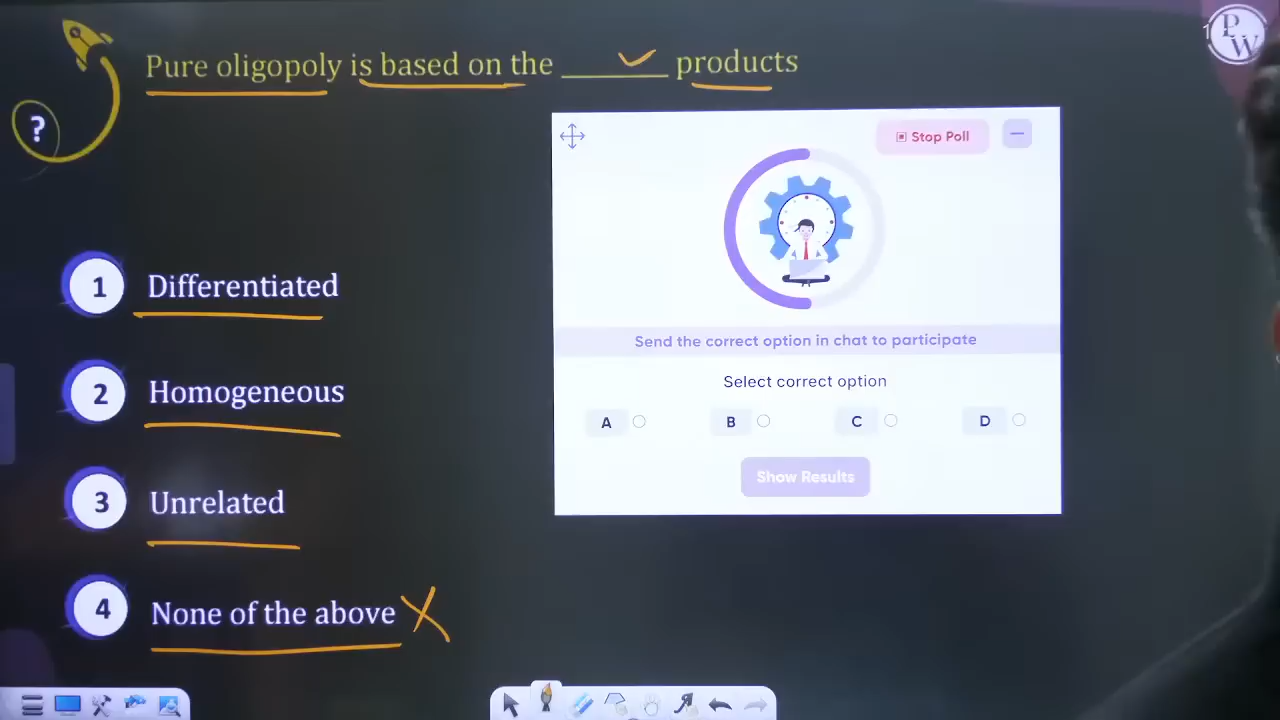 Pure oligopoly is based on the ______ products
PW
?
Stop Poll
Send the correct option in chat to participate
Select correct option
A
B
C
D
Show Results
1 Differentiated
2 Homogeneous
3 Unrelated
4 None of the above